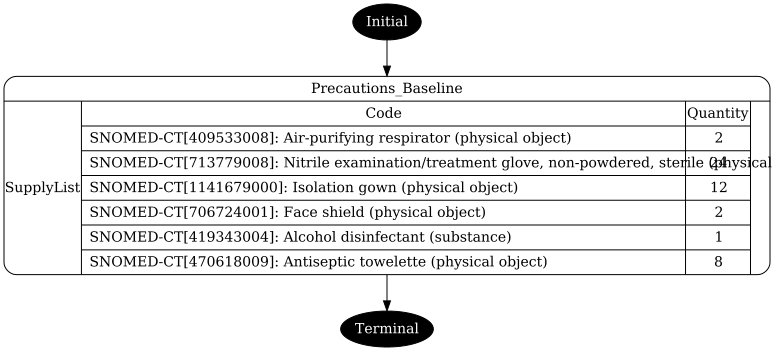 Initial
Precautions_Baseline
SupplyList
Code Quantity
SNOMED-CT[409533008]: Air-purifying respirator (physical object) 2
SNOMED-CT[713779008]: Nitrile examination/treatment glove, non-powdered, sterile (physical 24
SNOMED-CT[1141679000]: Isolation gown (physical object) 12
SNOMED-CT[706724001]: Face shield (physical object) 2
SNOMED-CT[419343004]: Alcohol disinfectant (substance) 1
SNOMED-CT[470618009]: Antiseptic towelette (physical object) 8
Terminal